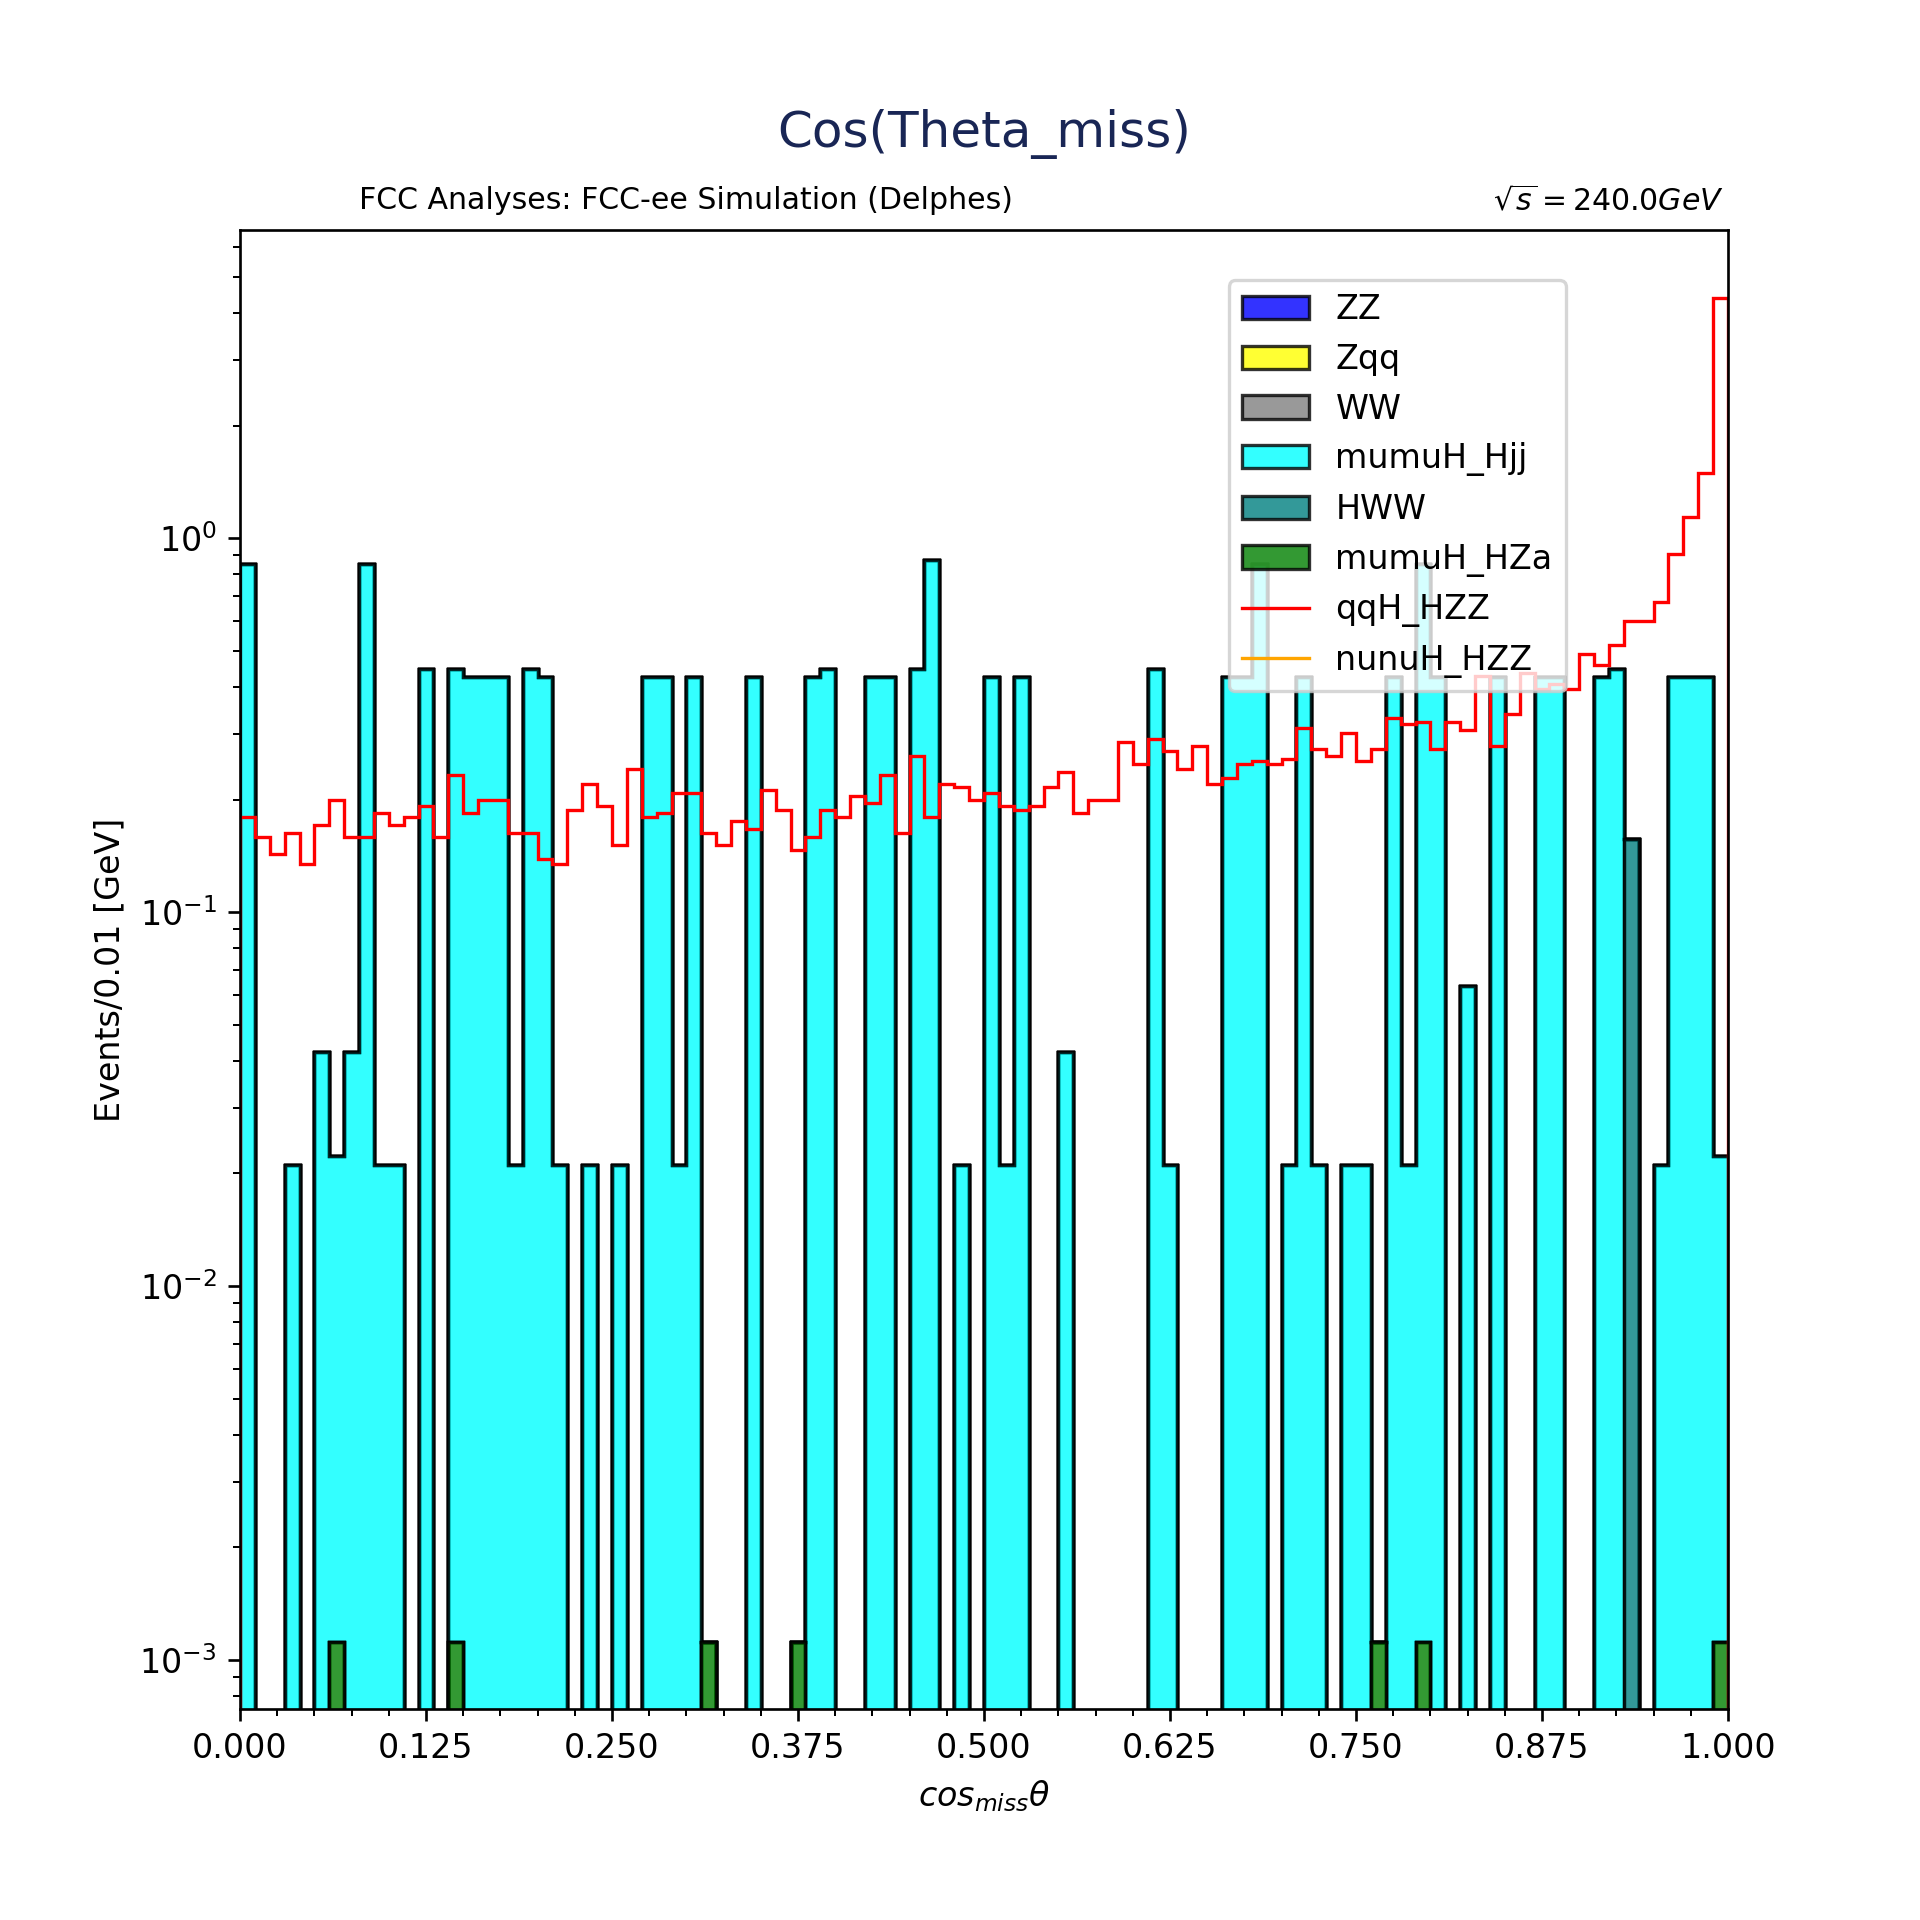 Cos(Theta_miss)
FCC Analyses: FCC-ee Simulation (Delphes)
√s = 240.0GeV
ZZ
Zqq
WW
mumuH_Hjj
HWW
mumuH_HZa
qqH_HZZ
nunuH_HZZ
Events/0.01 [GeV]
10⁰
10⁻¹
10⁻²
10⁻³
0.000 0.125 0.250 0.375 0.500 0.625 0.750 0.875 1.000
cos_miss θ